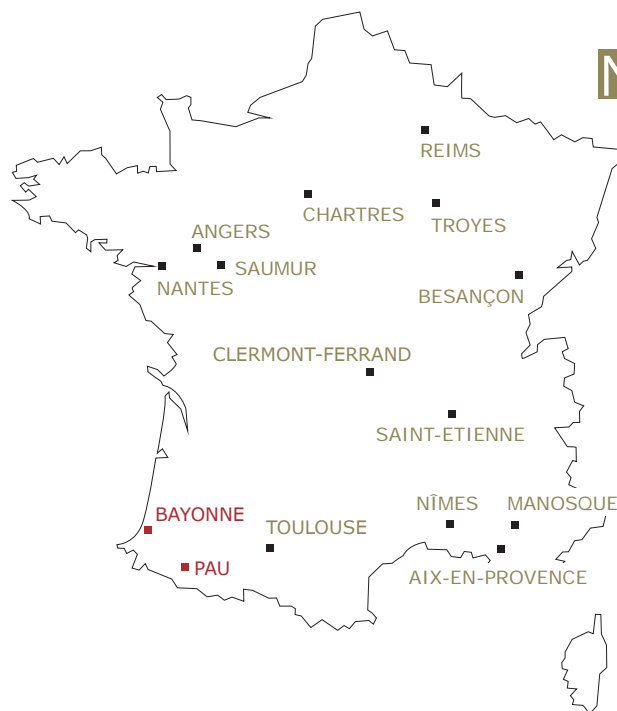 N
REIMS
CHARTRES
TROYES
ANGERS
SAUMUR
NANTES
BESANÇON
CLERMONT-FERRAND
SAINT-ETIENNE
NÎMES
MANOSQUE
BAYONNE
TOULOUSE
PAU
AIX-EN-PROVENCE